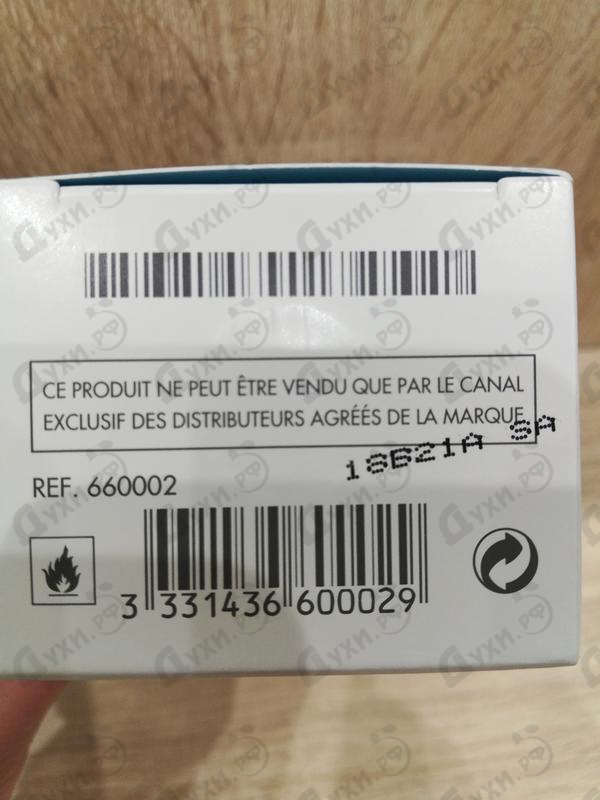 CE PRODUIT NE PEUT ÊTRE VENDU QUE PAR LE CANAL
EXCLUSIF DES DISTRIBUTEURS AGRÉÉS DE LA MARQUE
16B21A SA
REF. 660002
3 331436 600029
Духи.рф